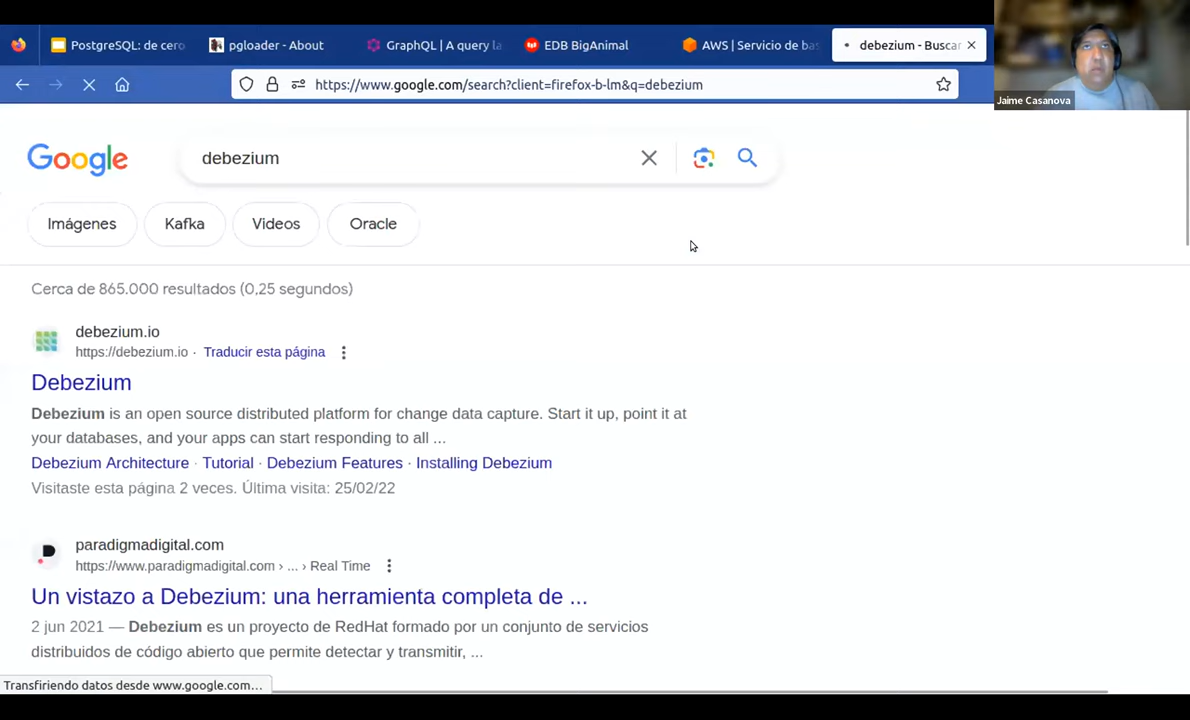 PostgreSQL: de cero
pgloader - About
GraphQL | A query la
EDB BigAnimal
AWS | Servicio de bas
debezium - Buscar
https://www.google.com/search?client=firefox-b-lm&q=debezium
Jaime Casanova
Google
debezium
Imágenes
Kafka
Videos
Oracle
Cerca de 865.000 resultados (0,25 segundos)
debezium.io
https://debezium.io · Traducir esta página
Debezium
Debezium is an open source distributed platform for change data capture. Start it up, point it at
your databases, and your apps can start responding to all ...
Debezium Architecture · Tutorial · Debezium Features · Installing Debezium
Visitaste esta página 2 veces. Última visita: 25/02/22
paradigmadigital.com
https://www.paradigmadigital.com › ... › Real Time
Un vistazo a Debezium: una herramienta completa de ...
2 jun 2021 — Debezium es un proyecto de RedHat formado por un conjunto de servicios
distribuidos de código abierto que permite detectar y transmitir, ...
Transfiriendo datos desde www.google.com…